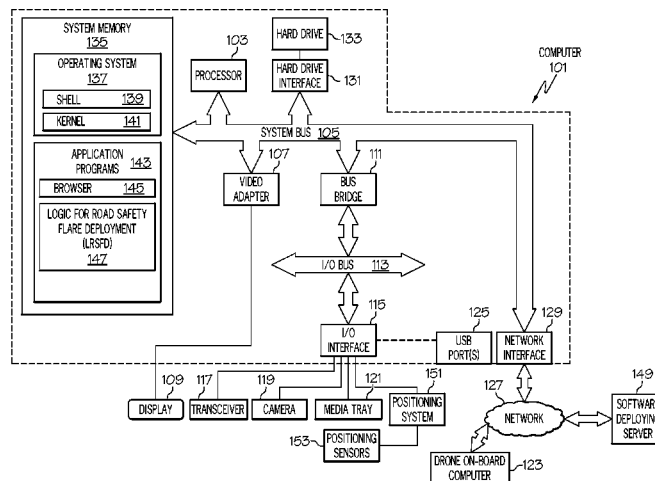 SYSTEM MEMORY
135
OPERATING SYSTEM
137
SHELL 139
KERNEL 141
APPLICATION
PROGRAMS 143
BROWSER 145
LOGIC FOR ROAD SAFETY
FLARE DEPLOYMENT
(LRSFD)
147
103
PROCESSOR
HARD DRIVE
133
HARD DRIVE
INTERFACE
131
COMPUTER
101
SYSTEM BUS 105
107
VIDEO
ADAPTER
111
BUS
BRIDGE
I/O BUS 113
115
I/O
INTERFACE
125
USB
PORT(S)
129
NETWORK
INTERFACE
109
DISPLAY
117
TRANSCEIVER
119
CAMERA
121
MEDIA TRAY
151
POSITIONING
SYSTEM
153
POSITIONING
SENSORS
127
NETWORK
149
SOFTWARE
DEPLOYING
SERVER
DRONE ON-BOARD
COMPUTER
123